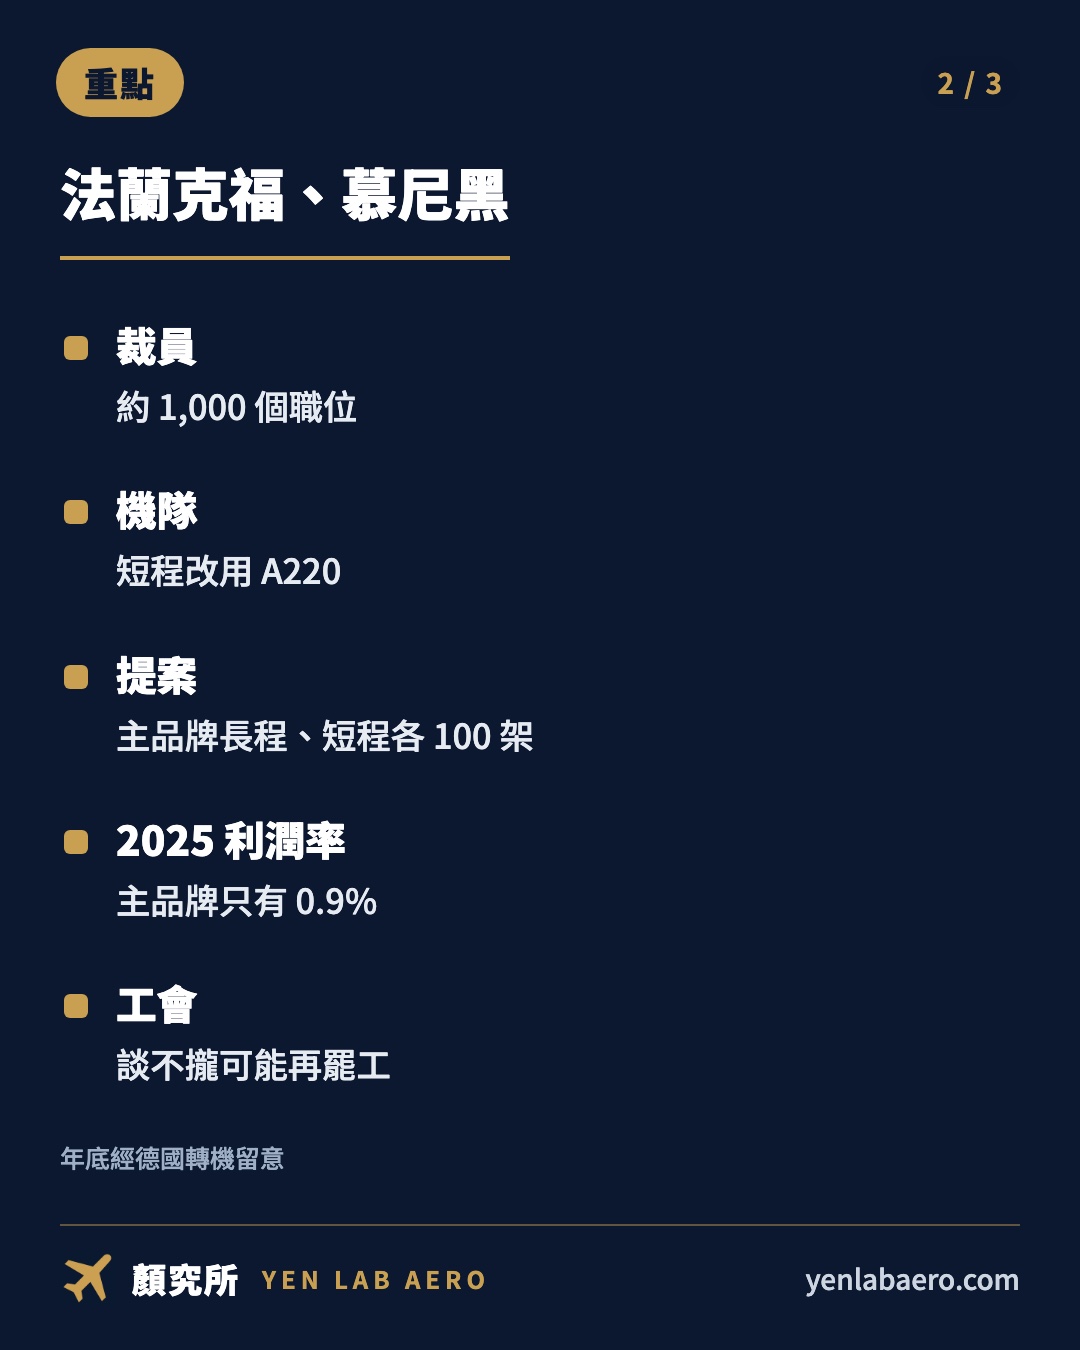 重點
2 / 3
法蘭克福、慕尼黑
裁員
約 1,000 個職位
機隊
短程改用 A220
提案
主品牌長程、短程各 100 架
2025 利潤率
主品牌只有 0.9%
工會
談不攏可能再罷工
年底經德國轉機留意
顏究所 YEN LAB AERO
yenlabaero.com